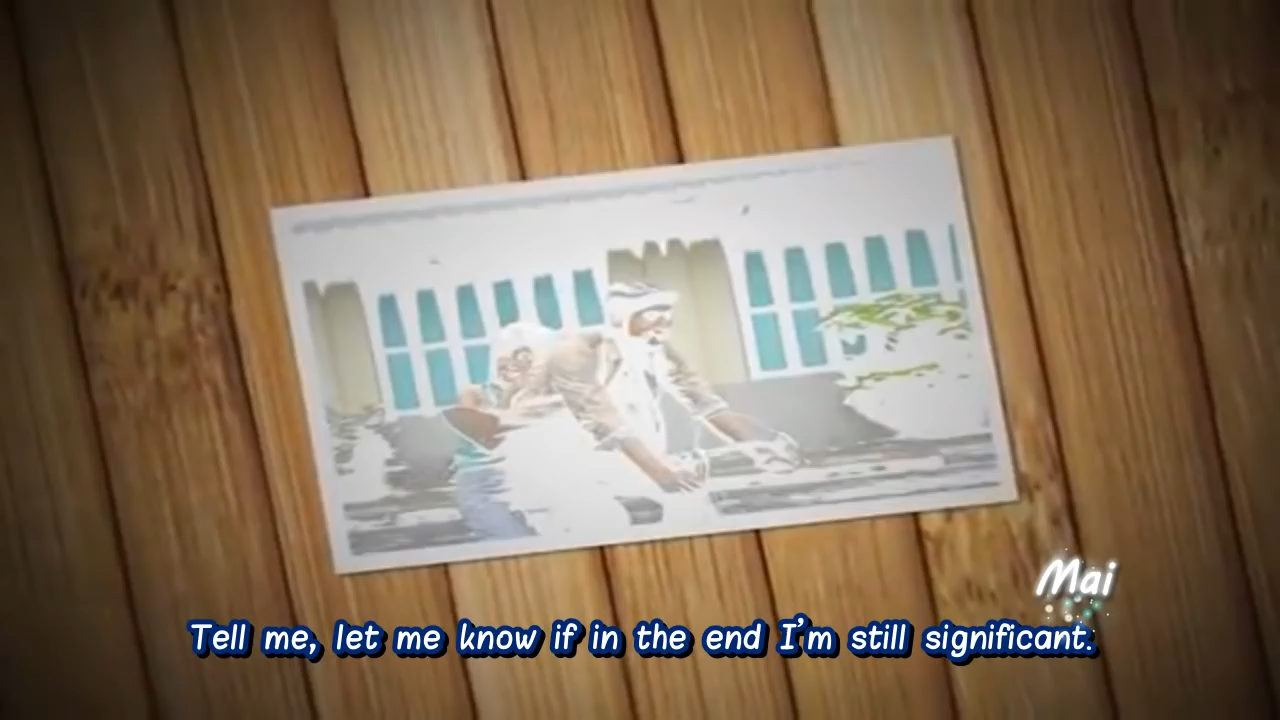 Mai
Tell me, let me know if in the end I'm still significant.